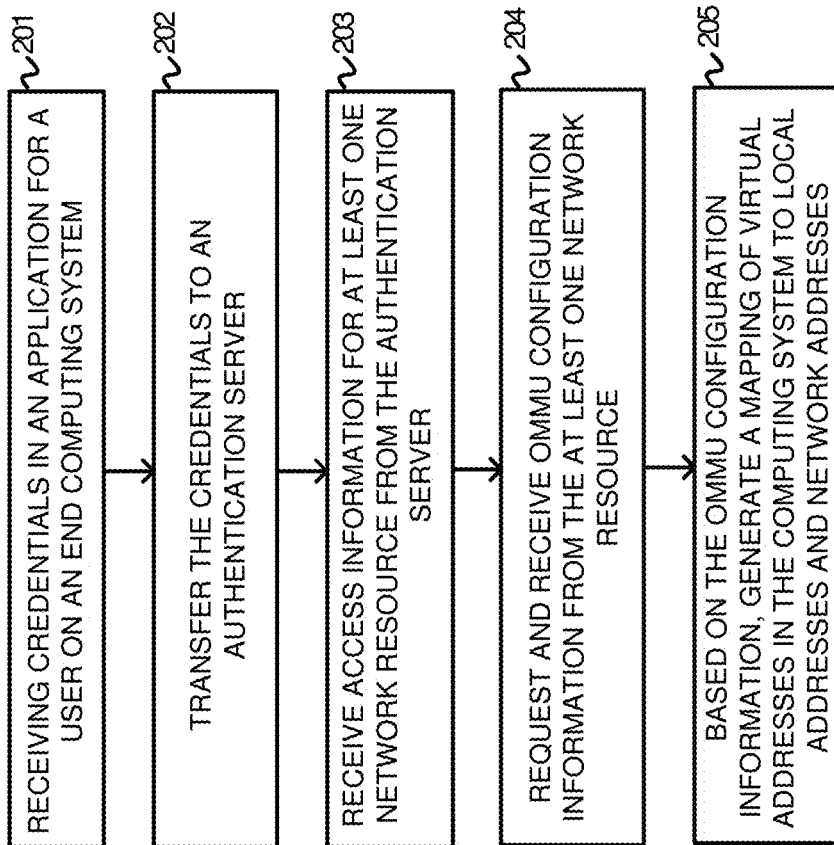 201
RECEIVING CREDENTIALS IN AN APPLICATION FOR A
USER ON AN END COMPUTING SYSTEM
202
TRANSFER THE CREDENTIALS TO AN
AUTHENTICATION SERVER
203
RECEIVE ACCESS INFORMATION FOR AT LEAST ONE
NETWORK RESOURCE FROM THE AUTHENTICATION
SERVER
204
REQUEST AND RECEIVE OMMU CONFIGURATION
INFORMATION FROM THE AT LEAST ONE NETWORK
RESOURCE
205
BASED ON THE OMMU CONFIGURATION
INFORMATION, GENERATE A MAPPING OF VIRTUAL
ADDRESSES IN THE COMPUTING SYSTEM TO LOCAL
ADDRESSES AND NETWORK ADDRESSES